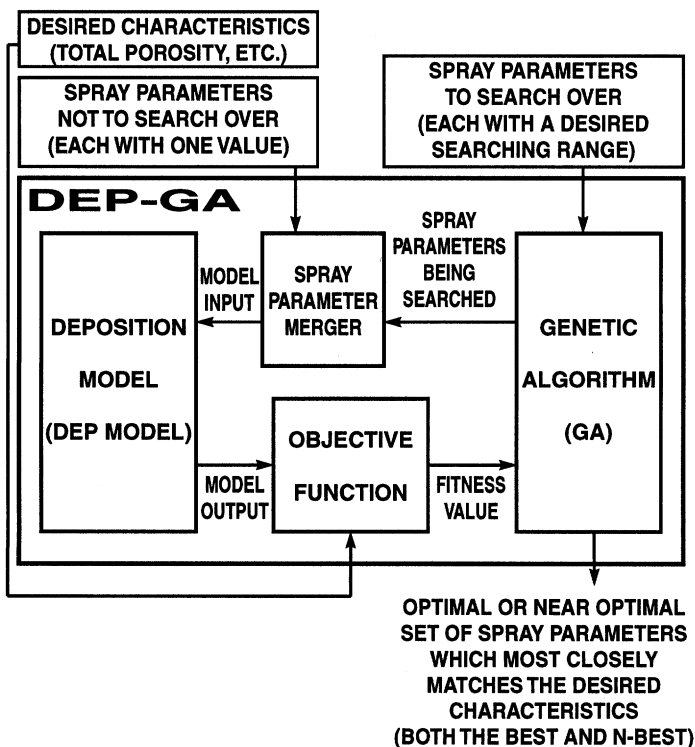 DESIRED CHARACTERISTICS
(TOTAL POROSITY, ETC.)
SPRAY PARAMETERS
NOT TO SEARCH OVER
(EACH WITH ONE VALUE)
SPRAY PARAMETERS
TO SEARCH OVER
(EACH WITH A DESIRED
SEARCHING RANGE)
DEP-GA
DEPOSITION
MODEL
(DEP MODEL)
MODEL
INPUT
SPRAY
PARAMETER
MERGER
SPRAY
PARAMETERS
BEING
SEARCHED
GENETIC
ALGORITHM
(GA)
MODEL
OUTPUT
OBJECTIVE
FUNCTION
FITNESS
VALUE
OPTIMAL OR NEAR OPTIMAL
SET OF SPRAY PARAMETERS
WHICH MOST CLOSELY
MATCHES THE DESIRED
CHARACTERISTICS
(BOTH THE BEST AND N-BEST)